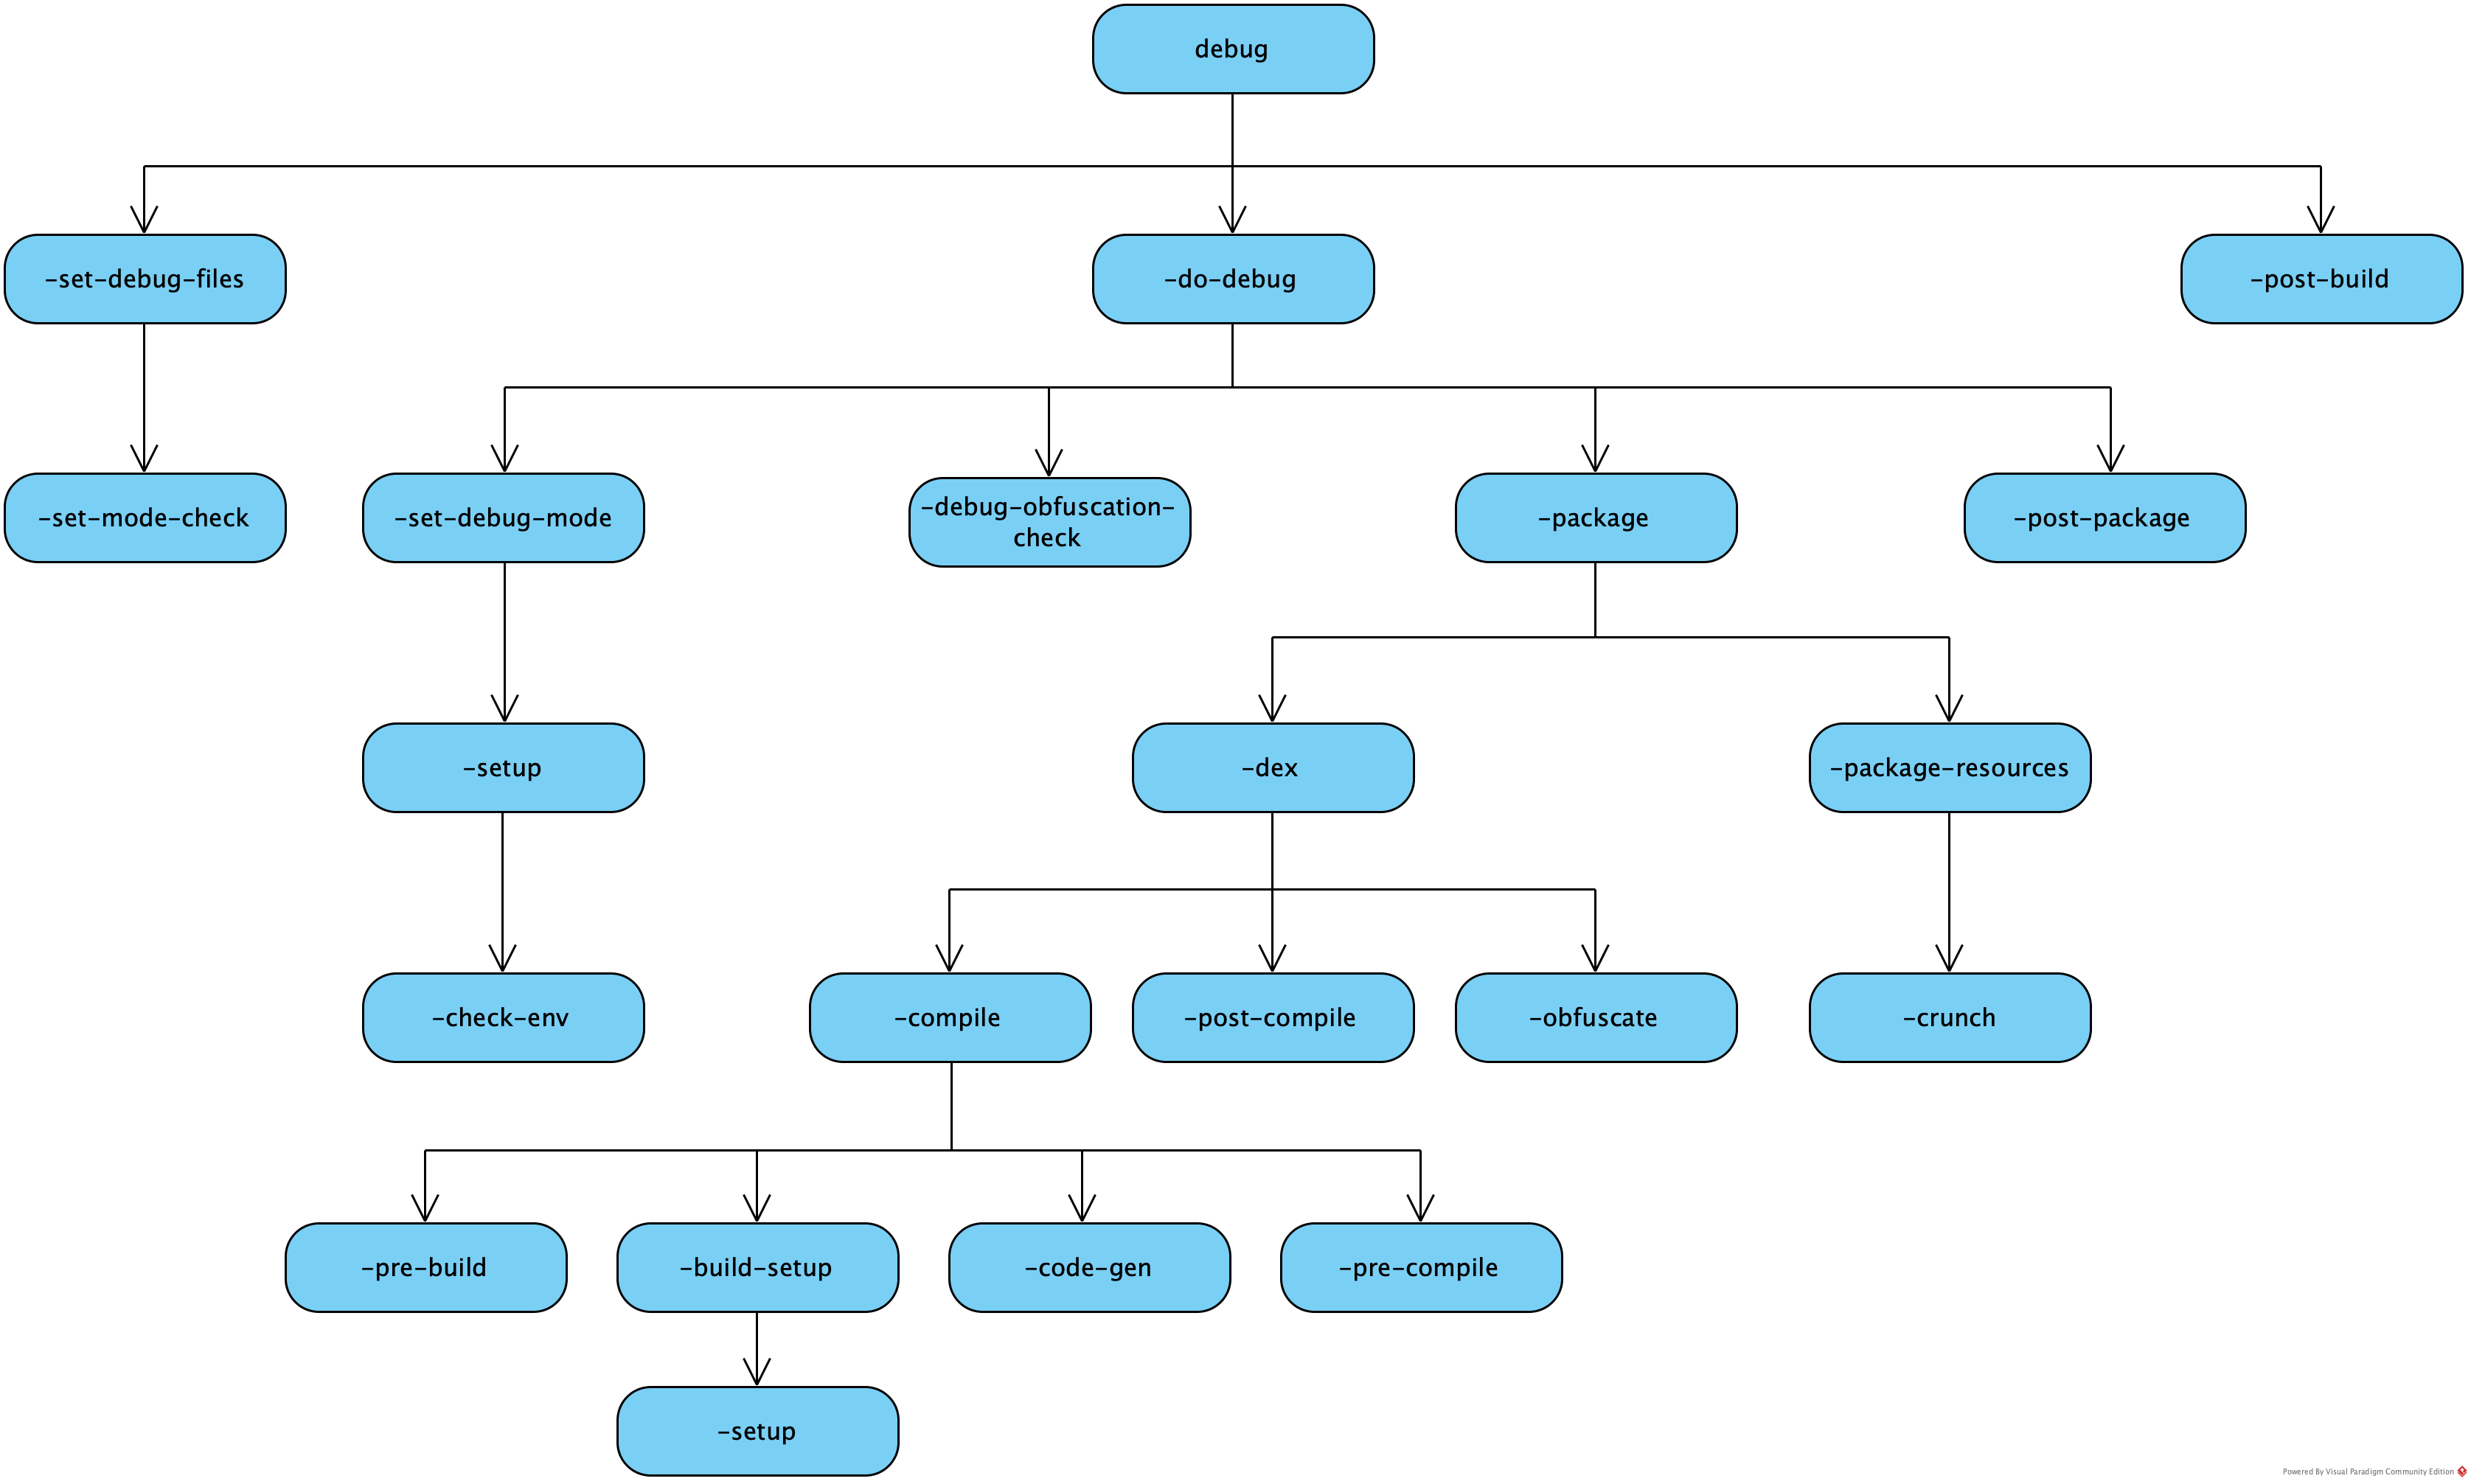 debug
-set-debug-files
-do-debug
-post-build
-set-mode-check
-set-debug-mode
-debug-obfuscation-
check
-package
-post-package
-setup
-dex
-package-resources
-check-env
-compile
-post-compile
-obfuscate
-crunch
-pre-build
-build-setup
-code-gen
-pre-compile
-setup
Powered By Visual Paradigm Community Edition